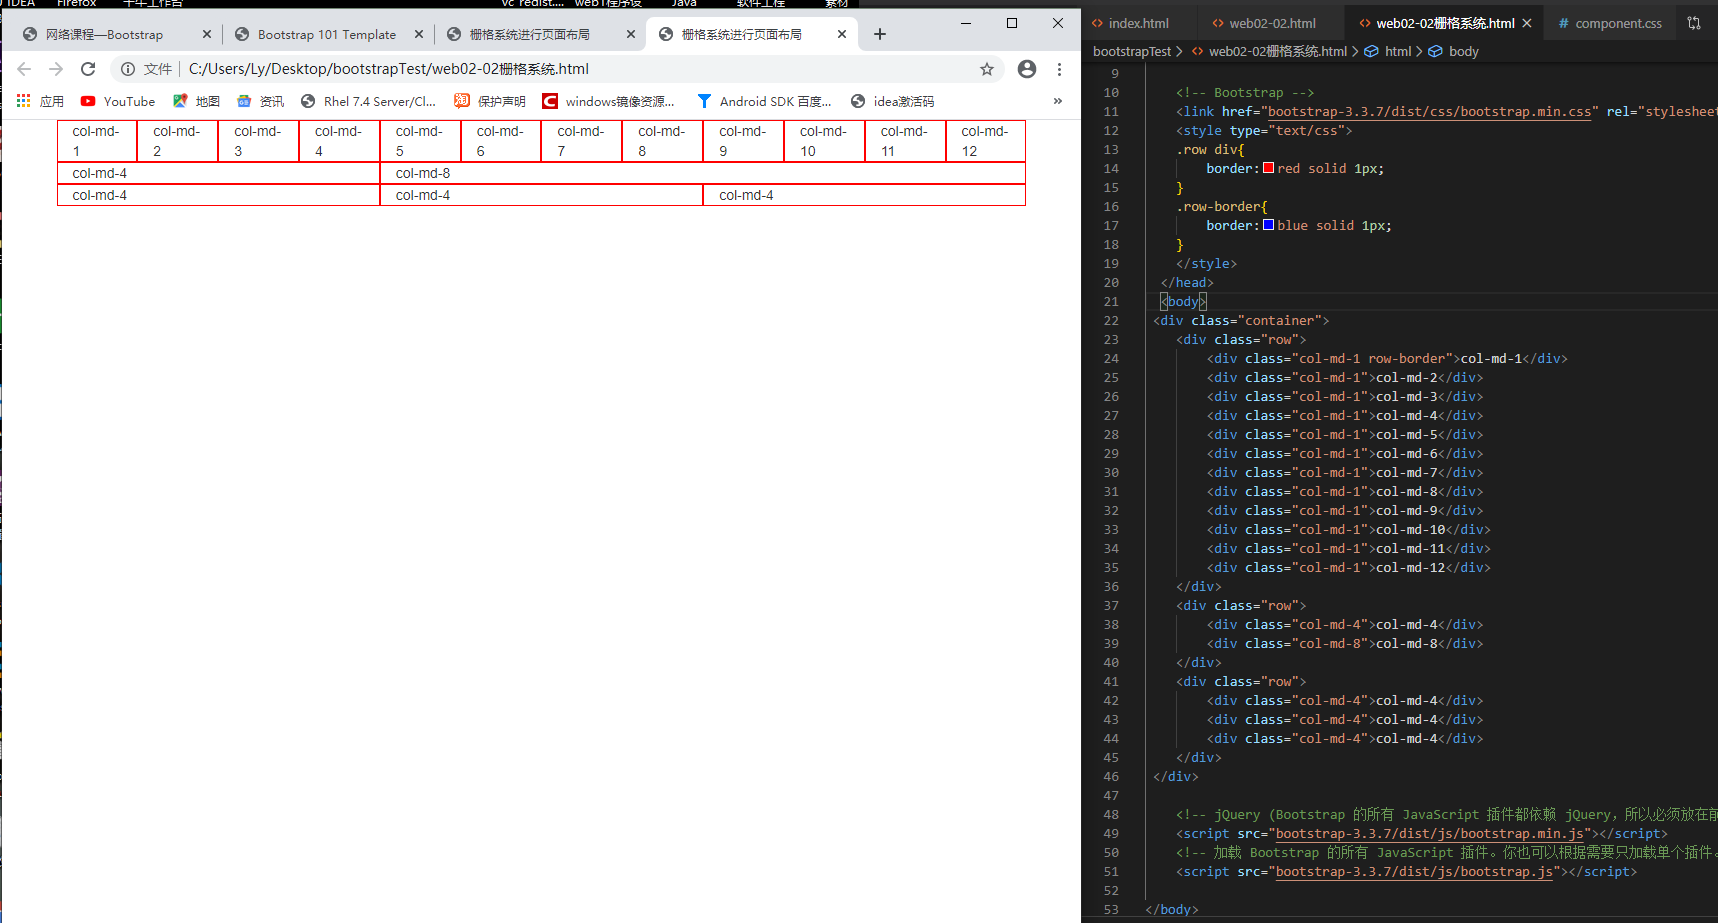 IDEA Firefox 千牛工作台 vc_redist.... web1程序设 Java 软件工程 素材
网络课程—Bootstrap
Bootstrap 101 Template
栅格系统进行页面布局
栅格系统进行页面布局
文件 | C:/Users/Ly/Desktop/bootstrapTest/web02-02栅格系统.html
应用 YouTube 地图 资讯 Rhel 7.4 Server/Cl... 保护声明 windows镜像资源... Android SDK 百度... idea激活码 »
col-md-1 col-md-2 col-md-3 col-md-4 col-md-5 col-md-6 col-md-7 col-md-8 col-md-9 col-md-10 col-md-11 col-md-12
col-md-4 col-md-8
col-md-4 col-md-4 col-md-4
index.html web02-02.html web02-02栅格系统.html component.css
bootstrapTest > web02-02栅格系统.html > html > body
9
10 <!-- Bootstrap -->
11 <link href="bootstrap-3.3.7/dist/css/bootstrap.min.css" rel="stylesheet
12 <style type="text/css">
13 .row div{
14 border: red solid 1px;
15 }
16 .row-border{
17 border: blue solid 1px;
18 }
19 </style>
20 </head>
21 <body>
22 <div class="container">
23 <div class="row">
24 <div class="col-md-1 row-border">col-md-1</div>
25 <div class="col-md-1">col-md-2</div>
26 <div class="col-md-1">col-md-3</div>
27 <div class="col-md-1">col-md-4</div>
28 <div class="col-md-1">col-md-5</div>
29 <div class="col-md-1">col-md-6</div>
30 <div class="col-md-1">col-md-7</div>
31 <div class="col-md-1">col-md-8</div>
32 <div class="col-md-1">col-md-9</div>
33 <div class="col-md-1">col-md-10</div>
34 <div class="col-md-1">col-md-11</div>
35 <div class="col-md-1">col-md-12</div>
36 </div>
37 <div class="row">
38 <div class="col-md-4">col-md-4</div>
39 <div class="col-md-8">col-md-8</div>
40 </div>
41 <div class="row">
42 <div class="col-md-4">col-md-4</div>
43 <div class="col-md-4">col-md-4</div>
44 <div class="col-md-4">col-md-4</div>
45 </div>
46 </div>
47
48 <!-- jQuery (Bootstrap 的所有 JavaScript 插件都依赖 jQuery，所以必须放在前
49 <script src="bootstrap-3.3.7/dist/js/bootstrap.min.js"></script>
50 <!-- 加载 Bootstrap 的所有 JavaScript 插件。你也可以根据需要只加载单个插件。
51 <script src="bootstrap-3.3.7/dist/js/bootstrap.js"></script>
52
53 </body>